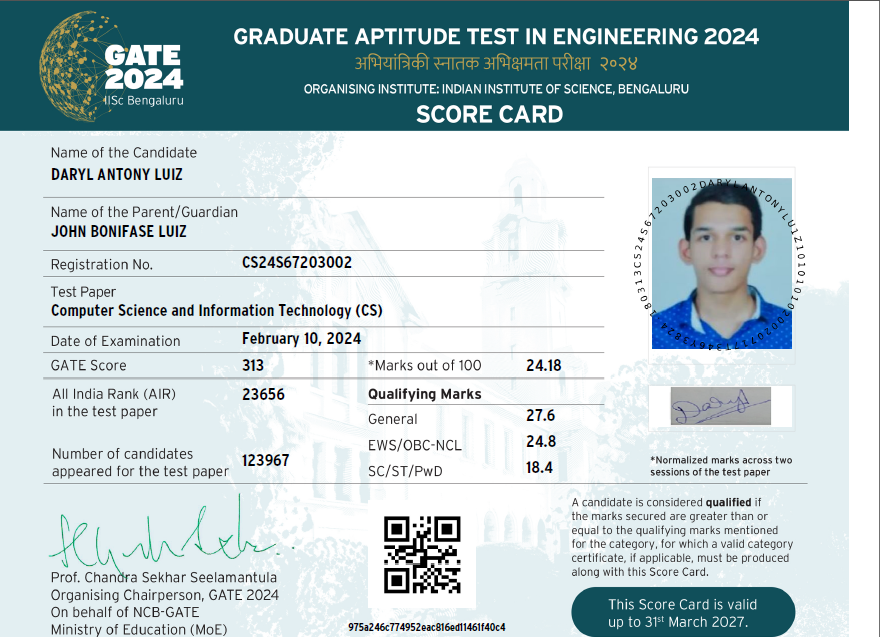 GATE
2024
IISc Bengaluru
GRADUATE APTITUDE TEST IN ENGINEERING 2024
अभियांत्रिकी स्नातक अभिक्षमता परीक्षा २०२४
ORGANISING INSTITUTE: INDIAN INSTITUTE OF SCIENCE, BENGALURU
SCORE CARD
Name of the Candidate
DARYL ANTONY LUIZ
Name of the Parent/Guardian
JOHN BONIFASE LUIZ
Registration No. CS24S67203002
Test Paper
Computer Science and Information Technology (CS)
Date of Examination February 10, 2024
GATE Score 313 *Marks out of 100 24.18
All India Rank (AIR)
in the test paper 23656
Qualifying Marks
General 27.6
EWS/OBC-NCL 24.8
SC/ST/PwD 18.4
Number of candidates
appeared for the test paper 123967
Daryl
*Normalized marks across two
sessions of the test paper
A candidate is considered qualified if
the marks secured are greater than or
equal to the qualifying marks mentioned
for the category, for which a valid category
certificate, if applicable, must be produced
along with this Score Card.
Prof. Chandra Sekhar Seelamantula
Organising Chairperson, GATE 2024
On behalf of NCB-GATE
Ministry of Education (MoE)
975a246c774952eac816ed11461f40c4
This Score Card is valid
up to 31st March 2027.